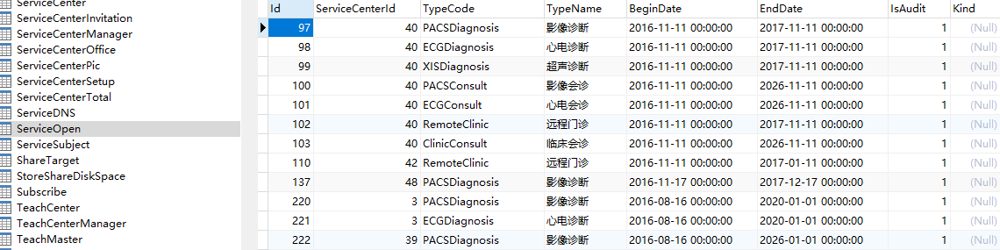 ServiceCenter
ServiceCenterInvitation
ServiceCenterManager
ServiceCenterOffice
ServiceCenterPic
ServiceCenterSetup
ServiceCenterTotal
ServiceDNS
ServiceOpen
ServiceSubject
ShareTarget
StoreShareDiskSpace
Subscribe
TeachCenter
TeachCenterManager
TeachMaster
Id ServiceCenterId TypeCode TypeName BeginDate EndDate IsAudit Kind
97 40 PACSDiagnosis 影像诊断 2016-11-11 00:00:00 2017-11-11 00:00:00 1 (Null)
98 40 ECGDiagnosis 心电诊断 2016-11-11 00:00:00 2017-11-11 00:00:00 1 (Null)
99 40 XISDiagnosis 超声诊断 2016-11-11 00:00:00 2017-11-11 00:00:00 1 (Null)
100 40 PACSConsult 影像会诊 2016-11-11 00:00:00 2026-11-11 00:00:00 1 (Null)
101 40 ECGConsult 心电会诊 2016-11-11 00:00:00 2026-11-11 00:00:00 1 (Null)
102 40 RemoteClinic 远程门诊 2016-11-11 00:00:00 2017-11-11 00:00:00 1 (Null)
103 40 ClinicConsult 临床会诊 2016-11-11 00:00:00 2026-11-11 00:00:00 1 (Null)
110 42 RemoteClinic 远程门诊 2016-11-11 00:00:00 2017-01-11 00:00:00 1 (Null)
137 48 PACSDiagnosis 影像诊断 2016-11-17 00:00:00 2017-12-17 00:00:00 1 (Null)
220 3 PACSDiagnosis 影像诊断 2016-08-16 00:00:00 2020-01-01 00:00:00 1 (Null)
221 3 ECGDiagnosis 心电诊断 2016-08-16 00:00:00 2020-01-01 00:00:00 1 (Null)
222 39 PACSDiagnosis 影像诊断 2016-08-16 00:00:00 2026-01-01 00:00:00 1 (Null)